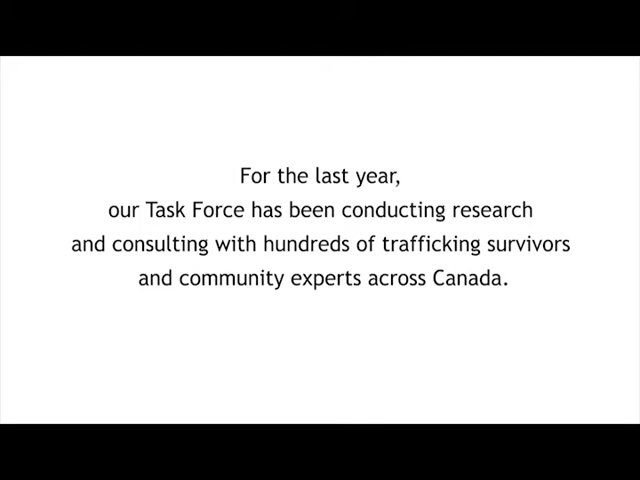 For the last year,
our Task Force has been conducting research
and consulting with hundreds of trafficking survivors
and community experts across Canada.